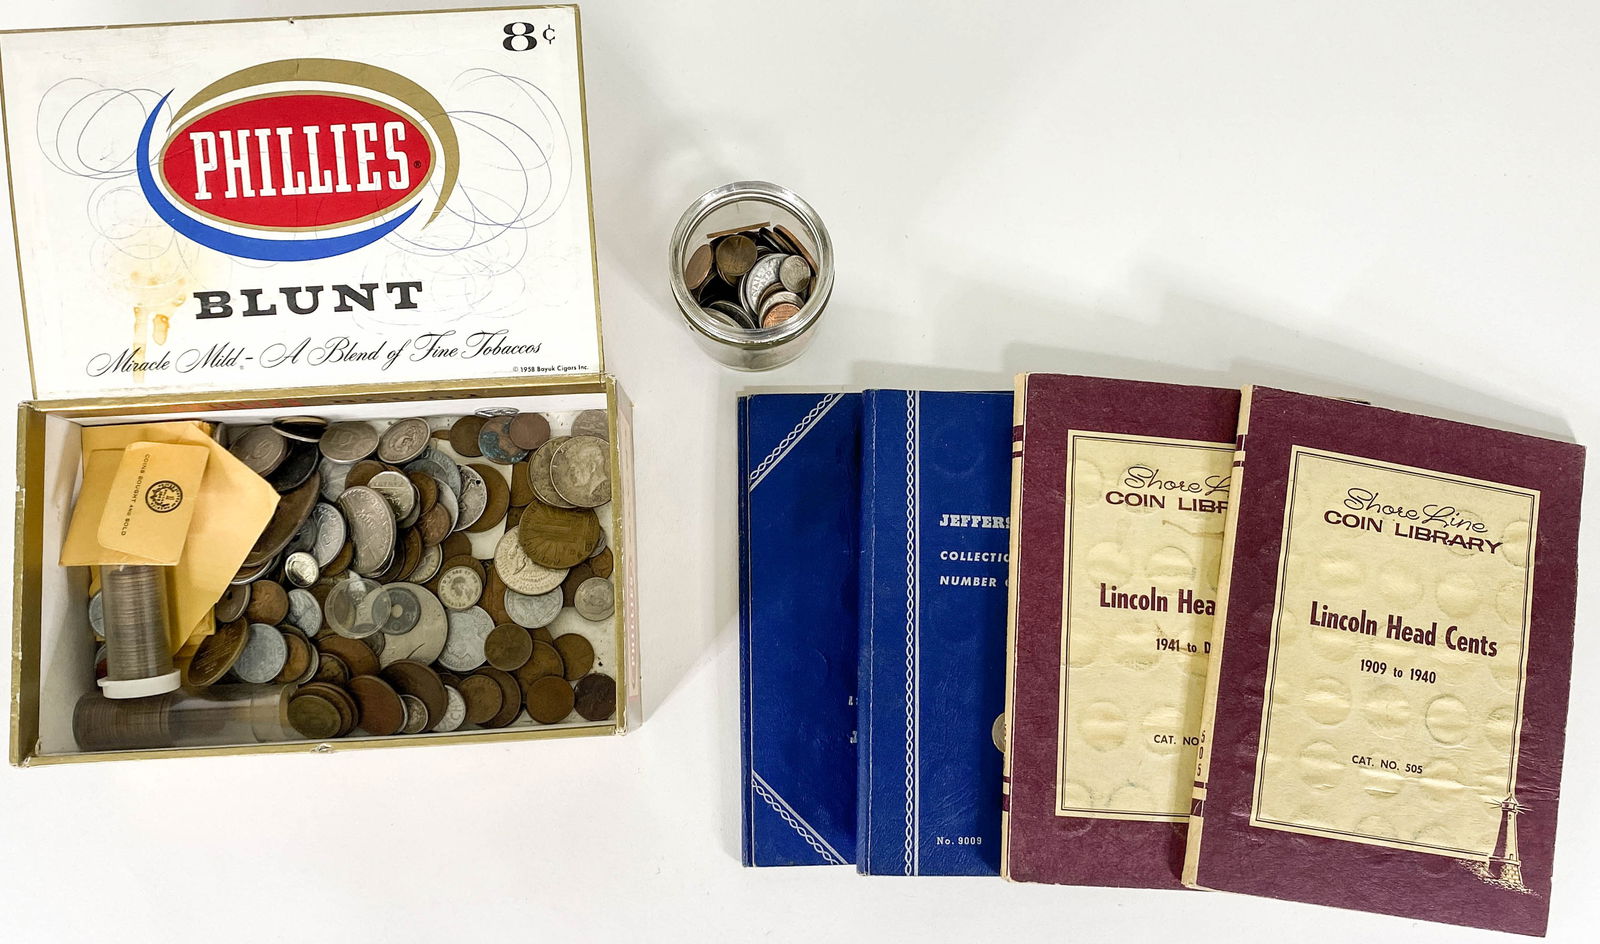 8¢
PHILLIES®
BLUNT
Miracle Mild - A Blend of Fine Tobaccos
© 1958 Bayuk Cigars Inc.
COINS BOUGHT AND SOLD
JEFFERS
COLLECTIO
NUMBER
No. 9009
Shore L
COIN LIBR
Lincoln Hea
1941 to D
CAT. NO
505
Shore Line
COIN LIBRARY
Lincoln Head Cents
1909 to 1940
CAT. NO. 505